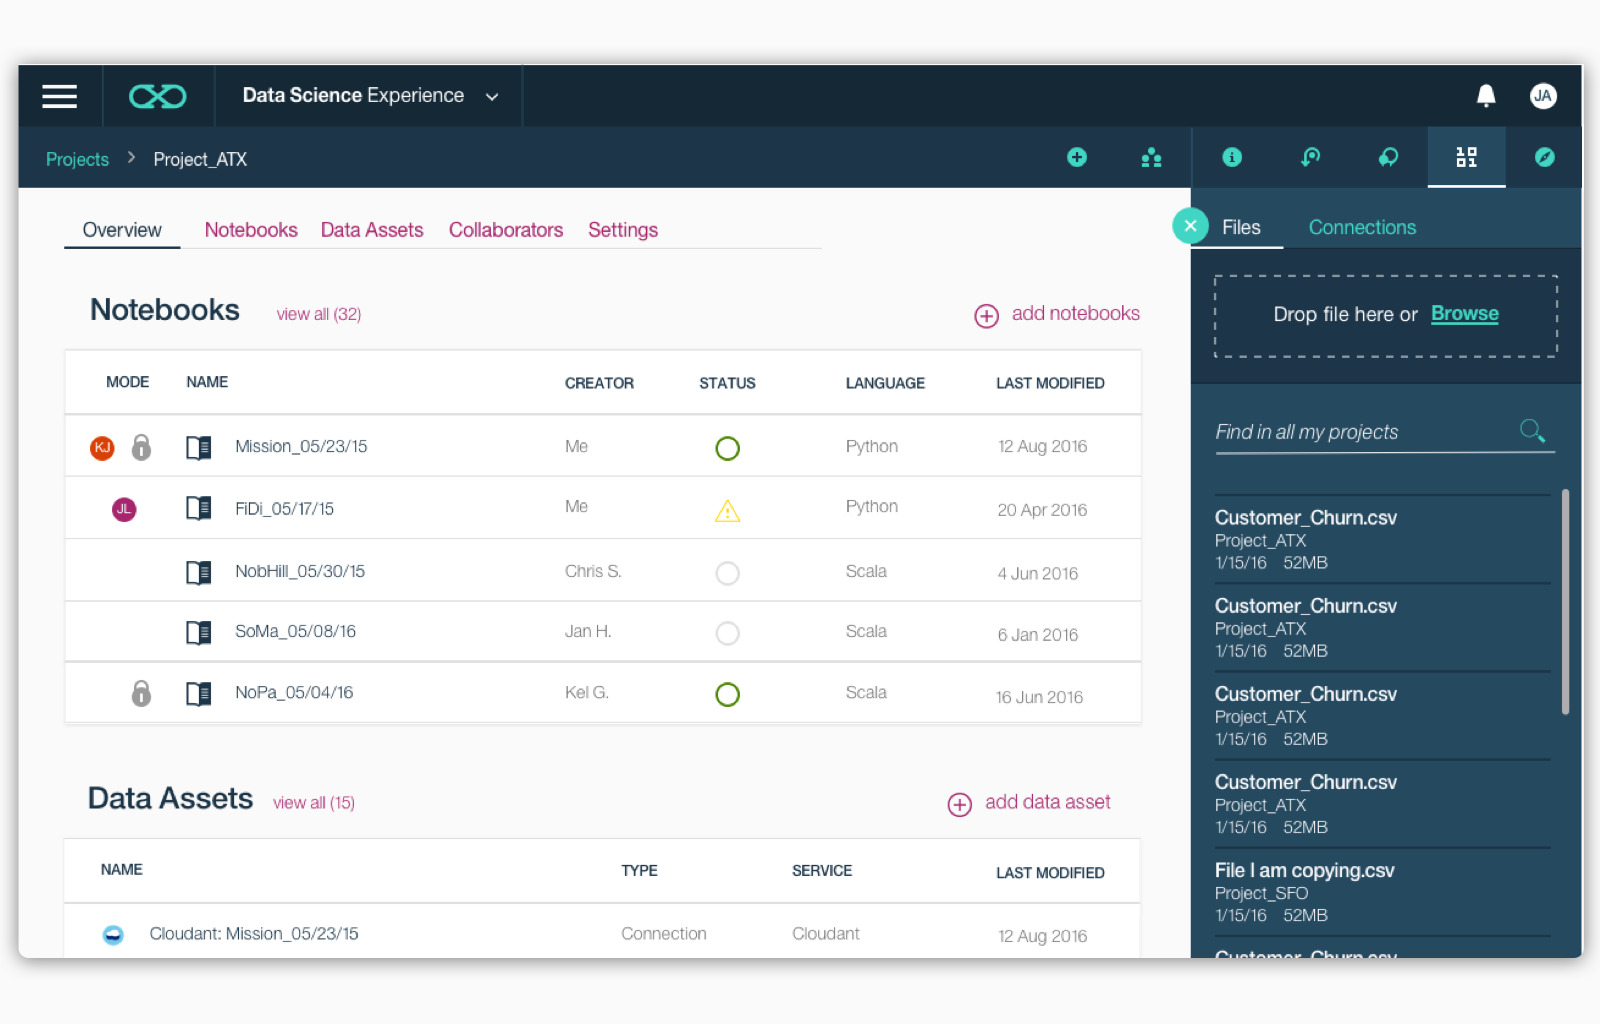 Data Science Experience
JA
Projects > Project_ATX
Overview Notebooks Data Assets Collaborators Settings
Notebooks view all (32) add notebooks
MODE NAME CREATOR STATUS LANGUAGE LAST MODIFIED
KJ Mission_05/23/15 Me Python 12 Aug 2016
JL FiDi_05/17/15 Me Python 20 Apr 2016
NobHill_05/30/15 Chris S. Scala 4 Jun 2016
SoMa_05/08/16 Jan H. Scala 6 Jan 2016
NoPa_05/04/16 Kel G. Scala 16 Jun 2016
Data Assets view all (15) add data asset
NAME TYPE SERVICE LAST MODIFIED
Cloudant: Mission_05/23/15 Connection Cloudant 12 Aug 2016
Files Connections
Drop file here or Browse
Find in all my projects
Customer_Churn.csv
Project_ATX
1/15/16 52MB
Customer_Churn.csv
Project_ATX
1/15/16 52MB
Customer_Churn.csv
Project_ATX
1/15/16 52MB
Customer_Churn.csv
Project_ATX
1/15/16 52MB
File I am copying.csv
Project_SFO
1/15/16 52MB
Customer_Churn.csv